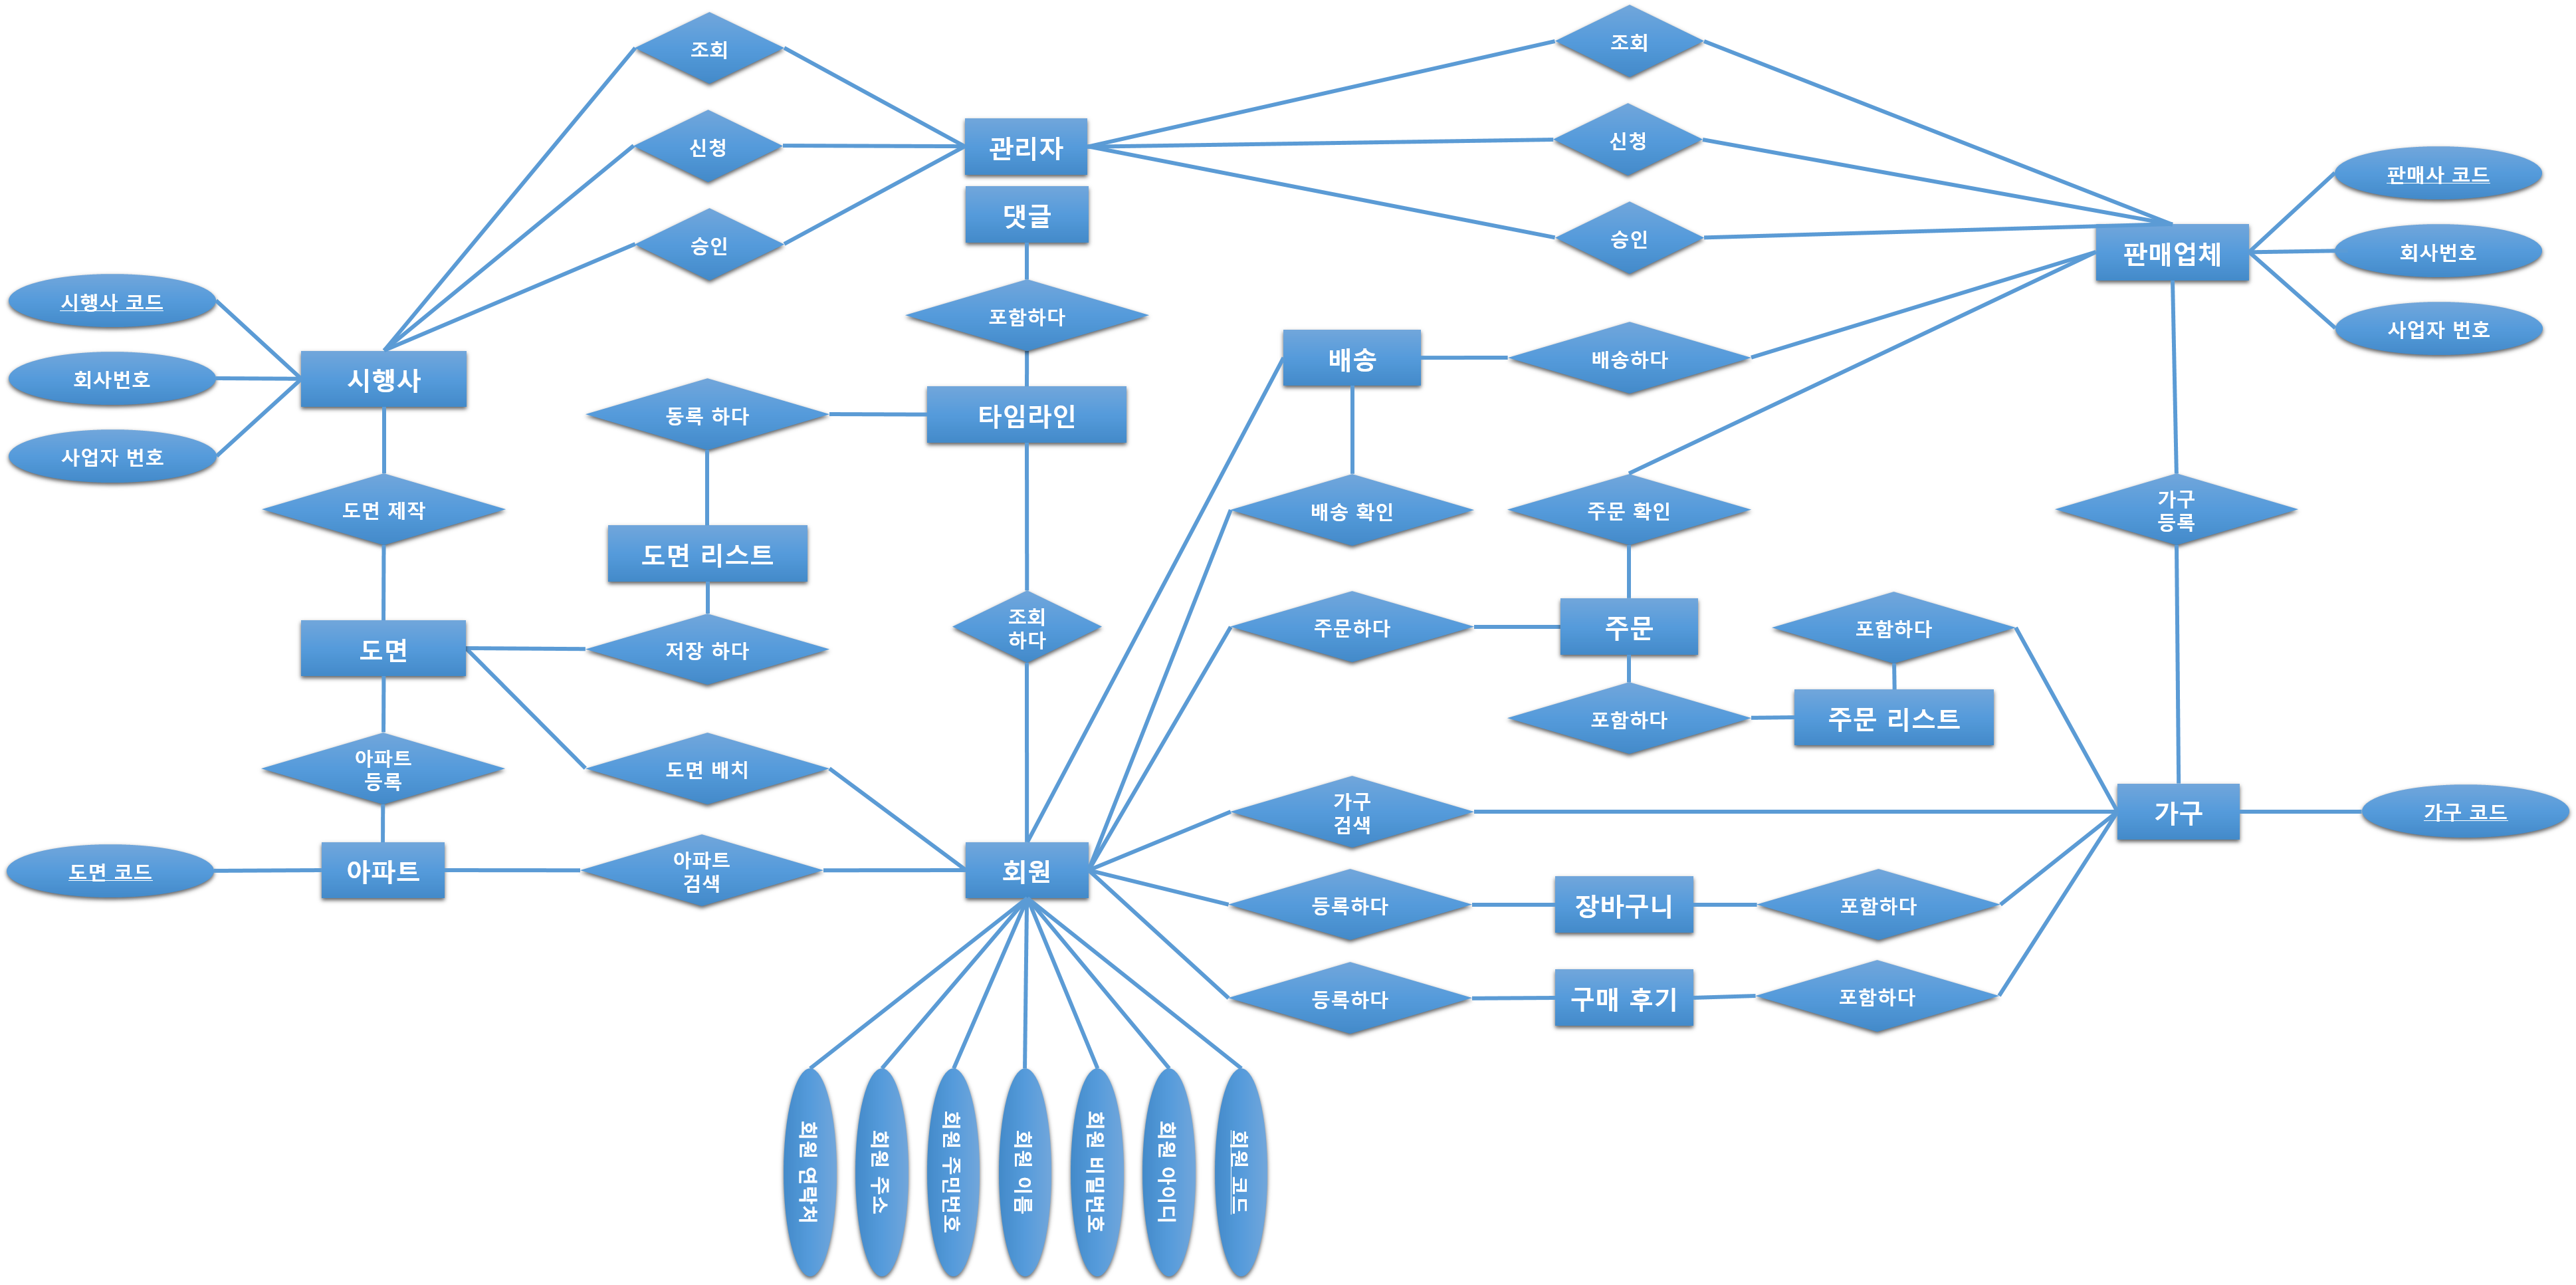 조회
조회
신청
관리자
신청
승인
댓글
승인
판매사 코드
판매업체
회사번호
시행사 코드
포함하다
사업자 번호
시행사
회사번호
배송
배송하다
동록 하다
타임라인
사업자 번호
도면 제작
배송 확인
주문 확인
가구
등록
도면 리스트
조회
하다
주문하다
주문
포함하다
도면
저장 하다
포함하다
주문 리스트
아파트
등록
도면 배치
가구
검색
가구
가구 코드
도면 코드
아파트
아파트
검색
회원
등록하다
장바구니
포함하다
등록하다
구매 후기
포함하다
회원 연락처
회원 주소
회원 주민번호
회원 이름
회원 비밀번호
회원 아이디
회원 코드